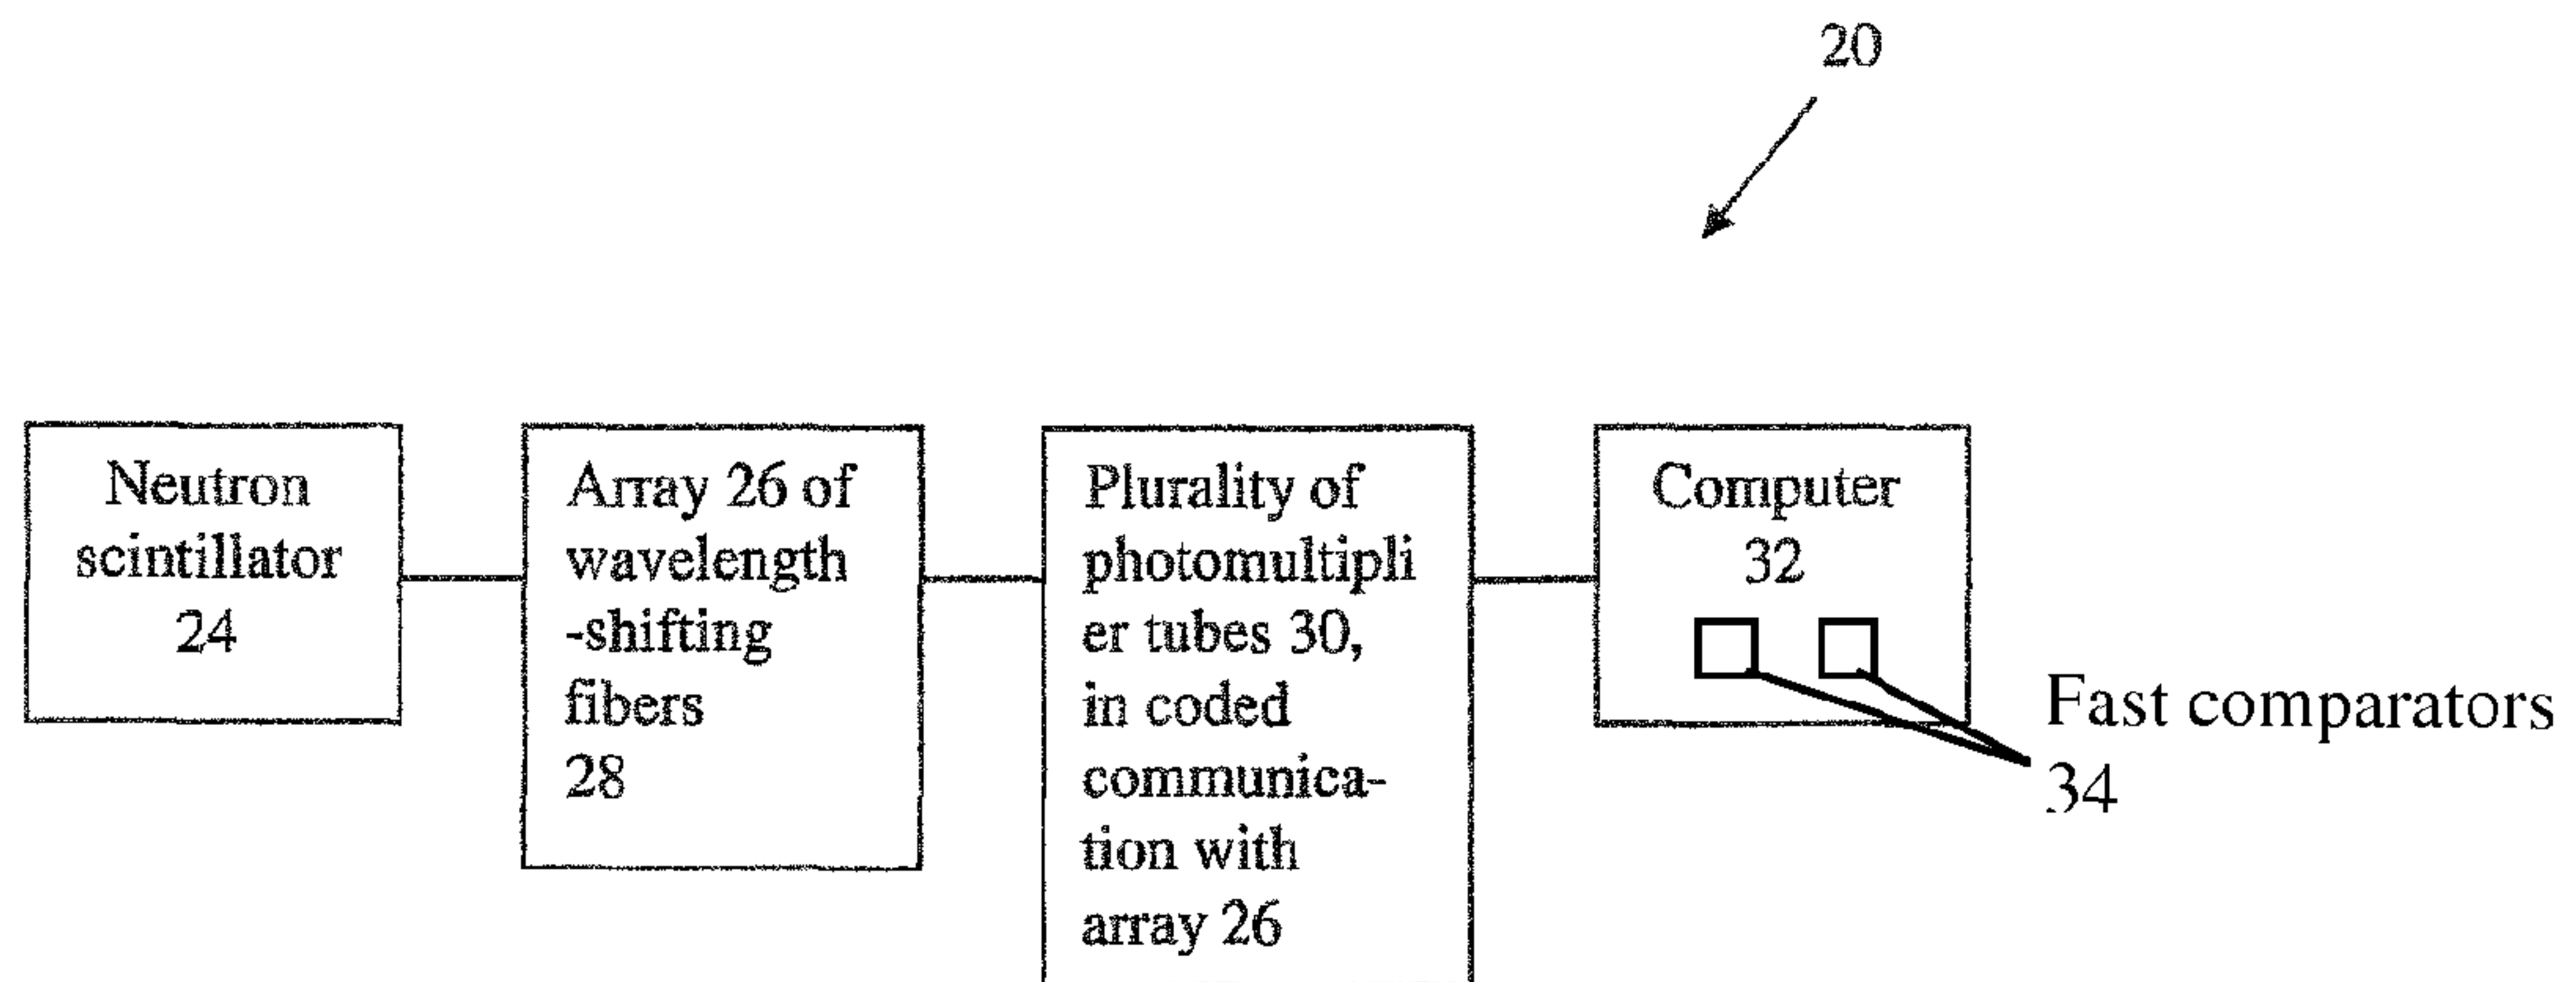 20
Neutron
scintillator
24
Array 26 of
wavelength
-shifting
fibers
28
Plurality of
photomultipli
er tubes 30,
in coded
communica-
tion with
array 26
Computer
32
Fast comparators
34